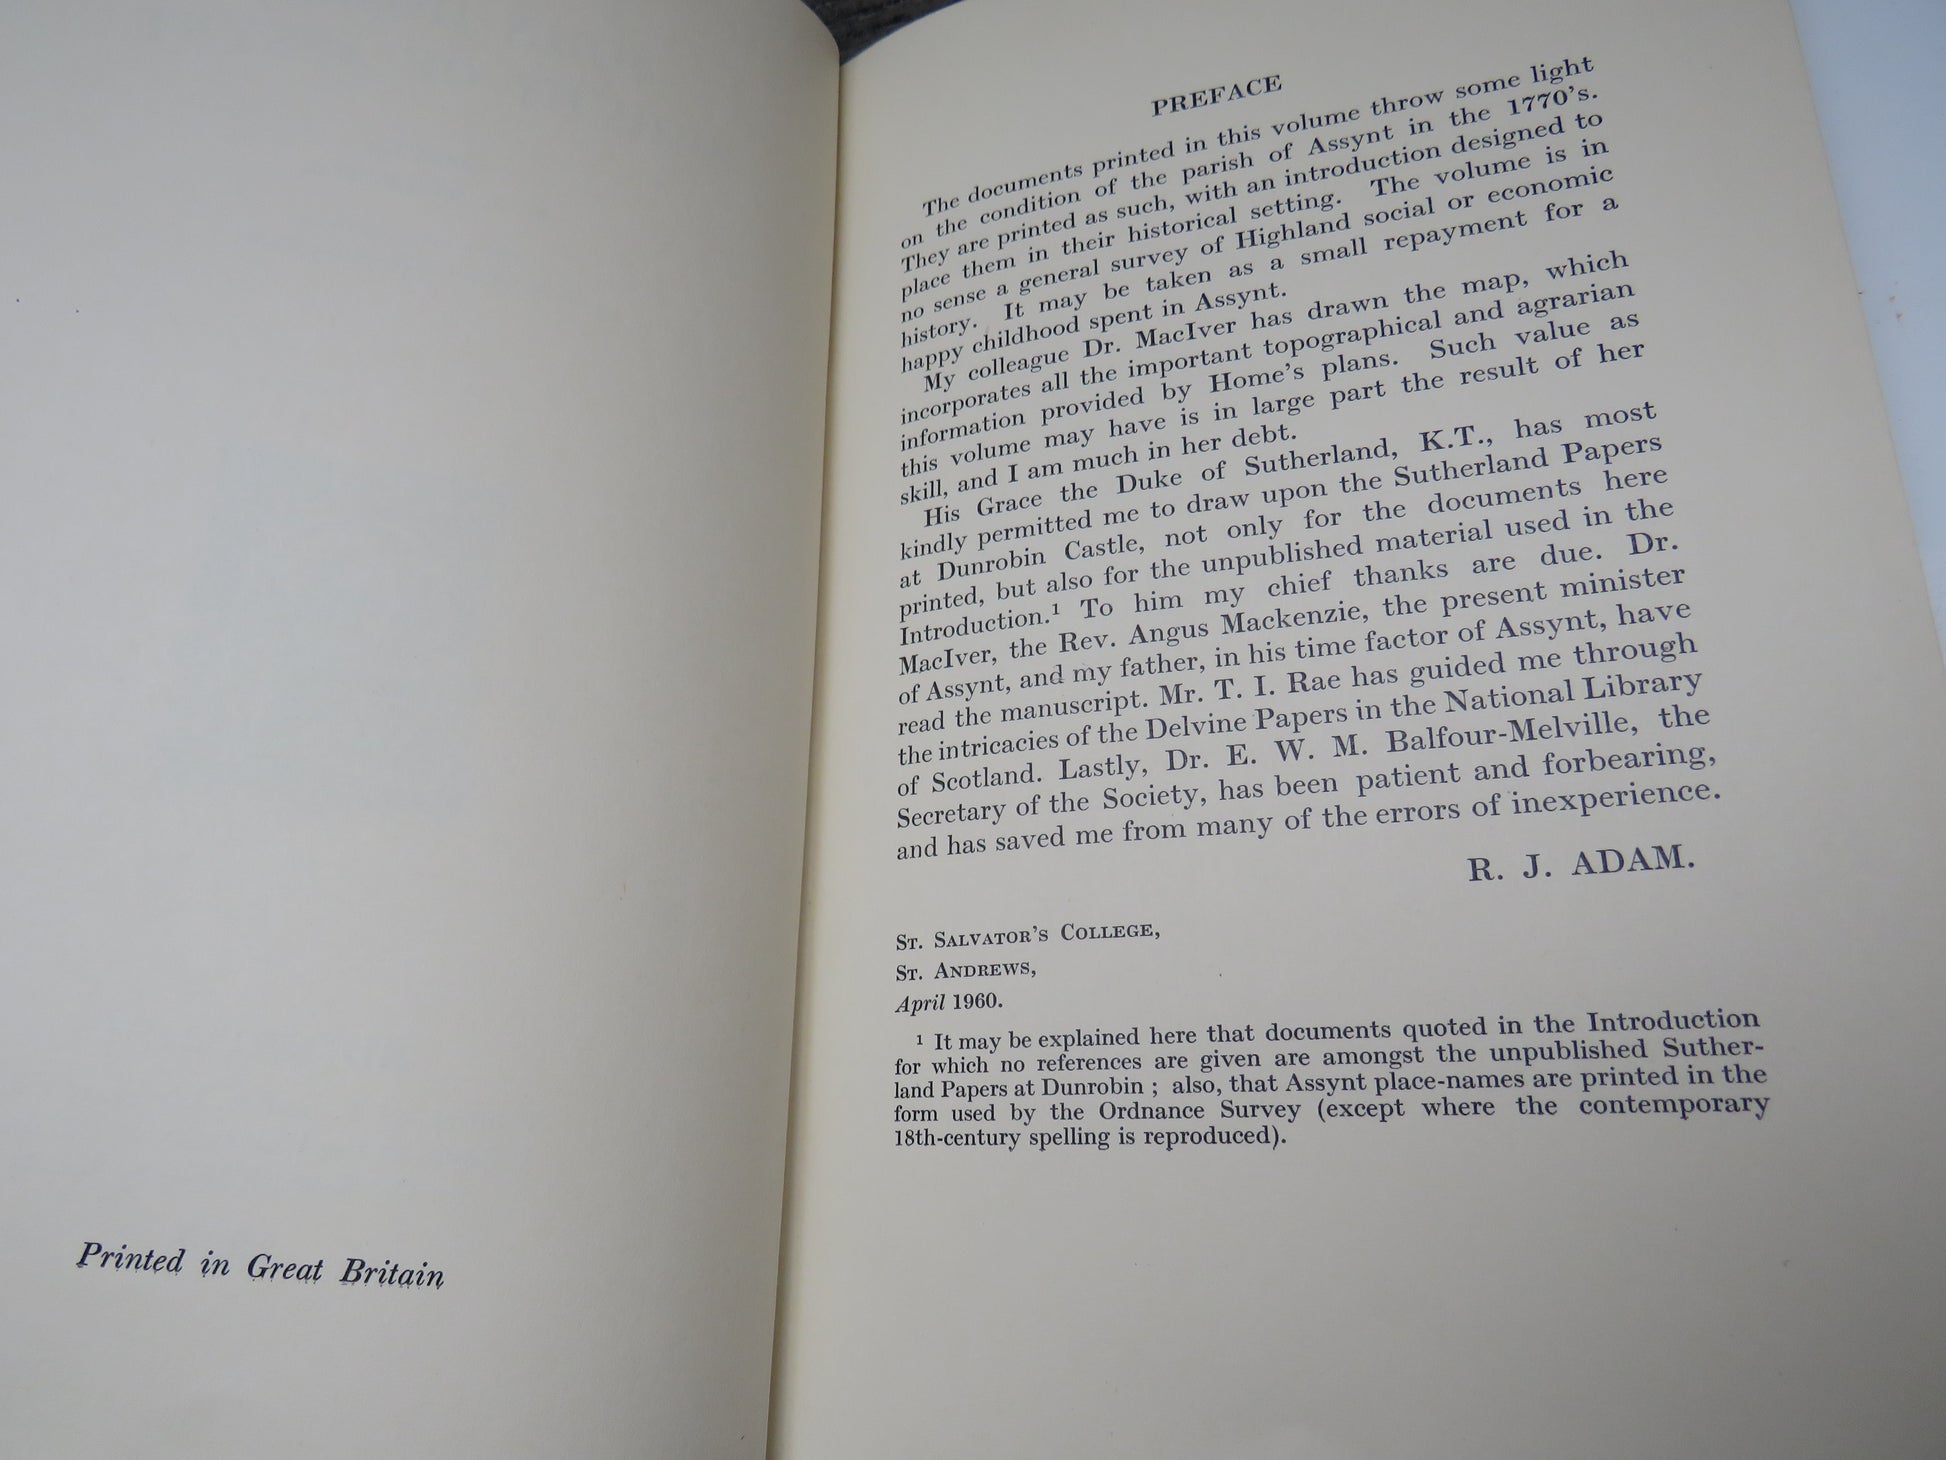 Printed in Great Britain
PREFACE
The documents printed in this volume throw some light
on the condition of the parish of Assynt in the 1770's.
They are printed as such, with an introduction designed to
place them in their historical setting. The volume is in
no sense a general survey of Highland social or economic
history. It may be taken as a small repayment for a
happy childhood spent in Assynt.
My colleague Dr. MacIver has drawn the map, which
incorporates all the important topographical and agrarian
information provided by Home's plans. Such value as
this volume may have is in large part the result of her
skill, and I am much in her debt.
His Grace the Duke of Sutherland, K.T., has most
kindly permitted me to draw upon the Sutherland Papers
at Dunrobin Castle, not only for the documents here
printed, but also for the unpublished material used in the
Introduction.¹ To him my chief thanks are due. Dr.
MacIver, the Rev. Angus Mackenzie, the present minister
of Assynt, and my father, in his time factor of Assynt, have
read the manuscript. Mr. T. I. Rae has guided me through
the intricacies of the Delvine Papers in the National Library
of Scotland. Lastly, Dr. E. W. M. Balfour-Melville, the
Secretary of the Society, has been patient and forbearing,
and has saved me from many of the errors of inexperience.
R. J. ADAM.
St. Salvator's College,
St. Andrews,
April 1960.
¹ It may be explained here that documents quoted in the Introduction
for which no references are given are amongst the unpublished Suther-
land Papers at Dunrobin ; also, that Assynt place-names are printed in the
form used by the Ordnance Survey (except where the contemporary
18th-century spelling is reproduced).